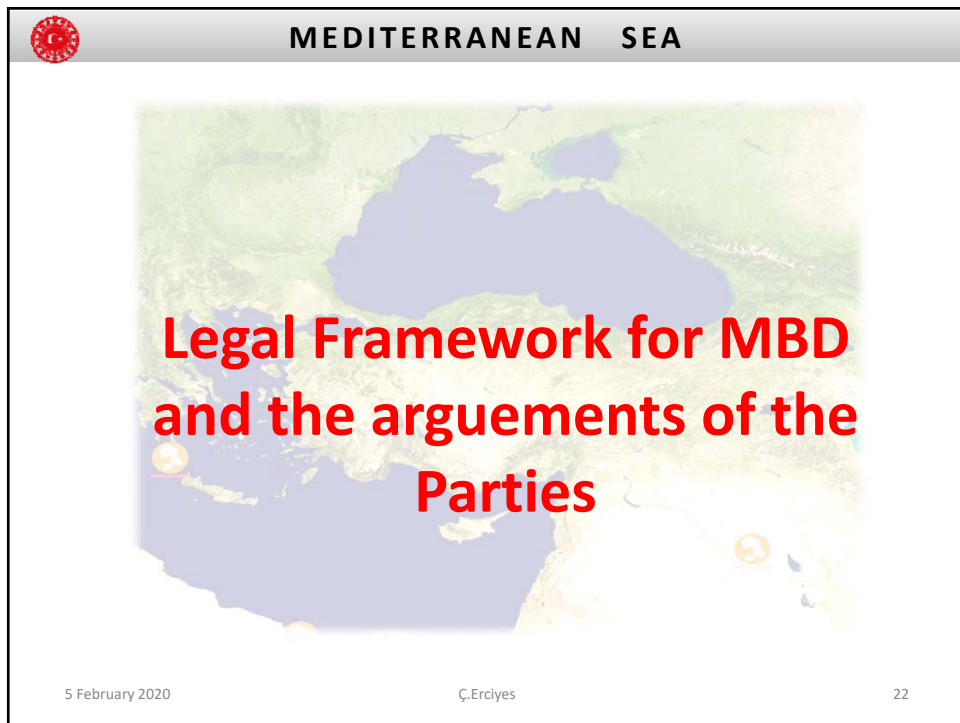 MEDITERRANEAN SEA
Legal Framework for MBD
and the arguements of the
Parties
5 February 2020
Ç.Erciyes
22